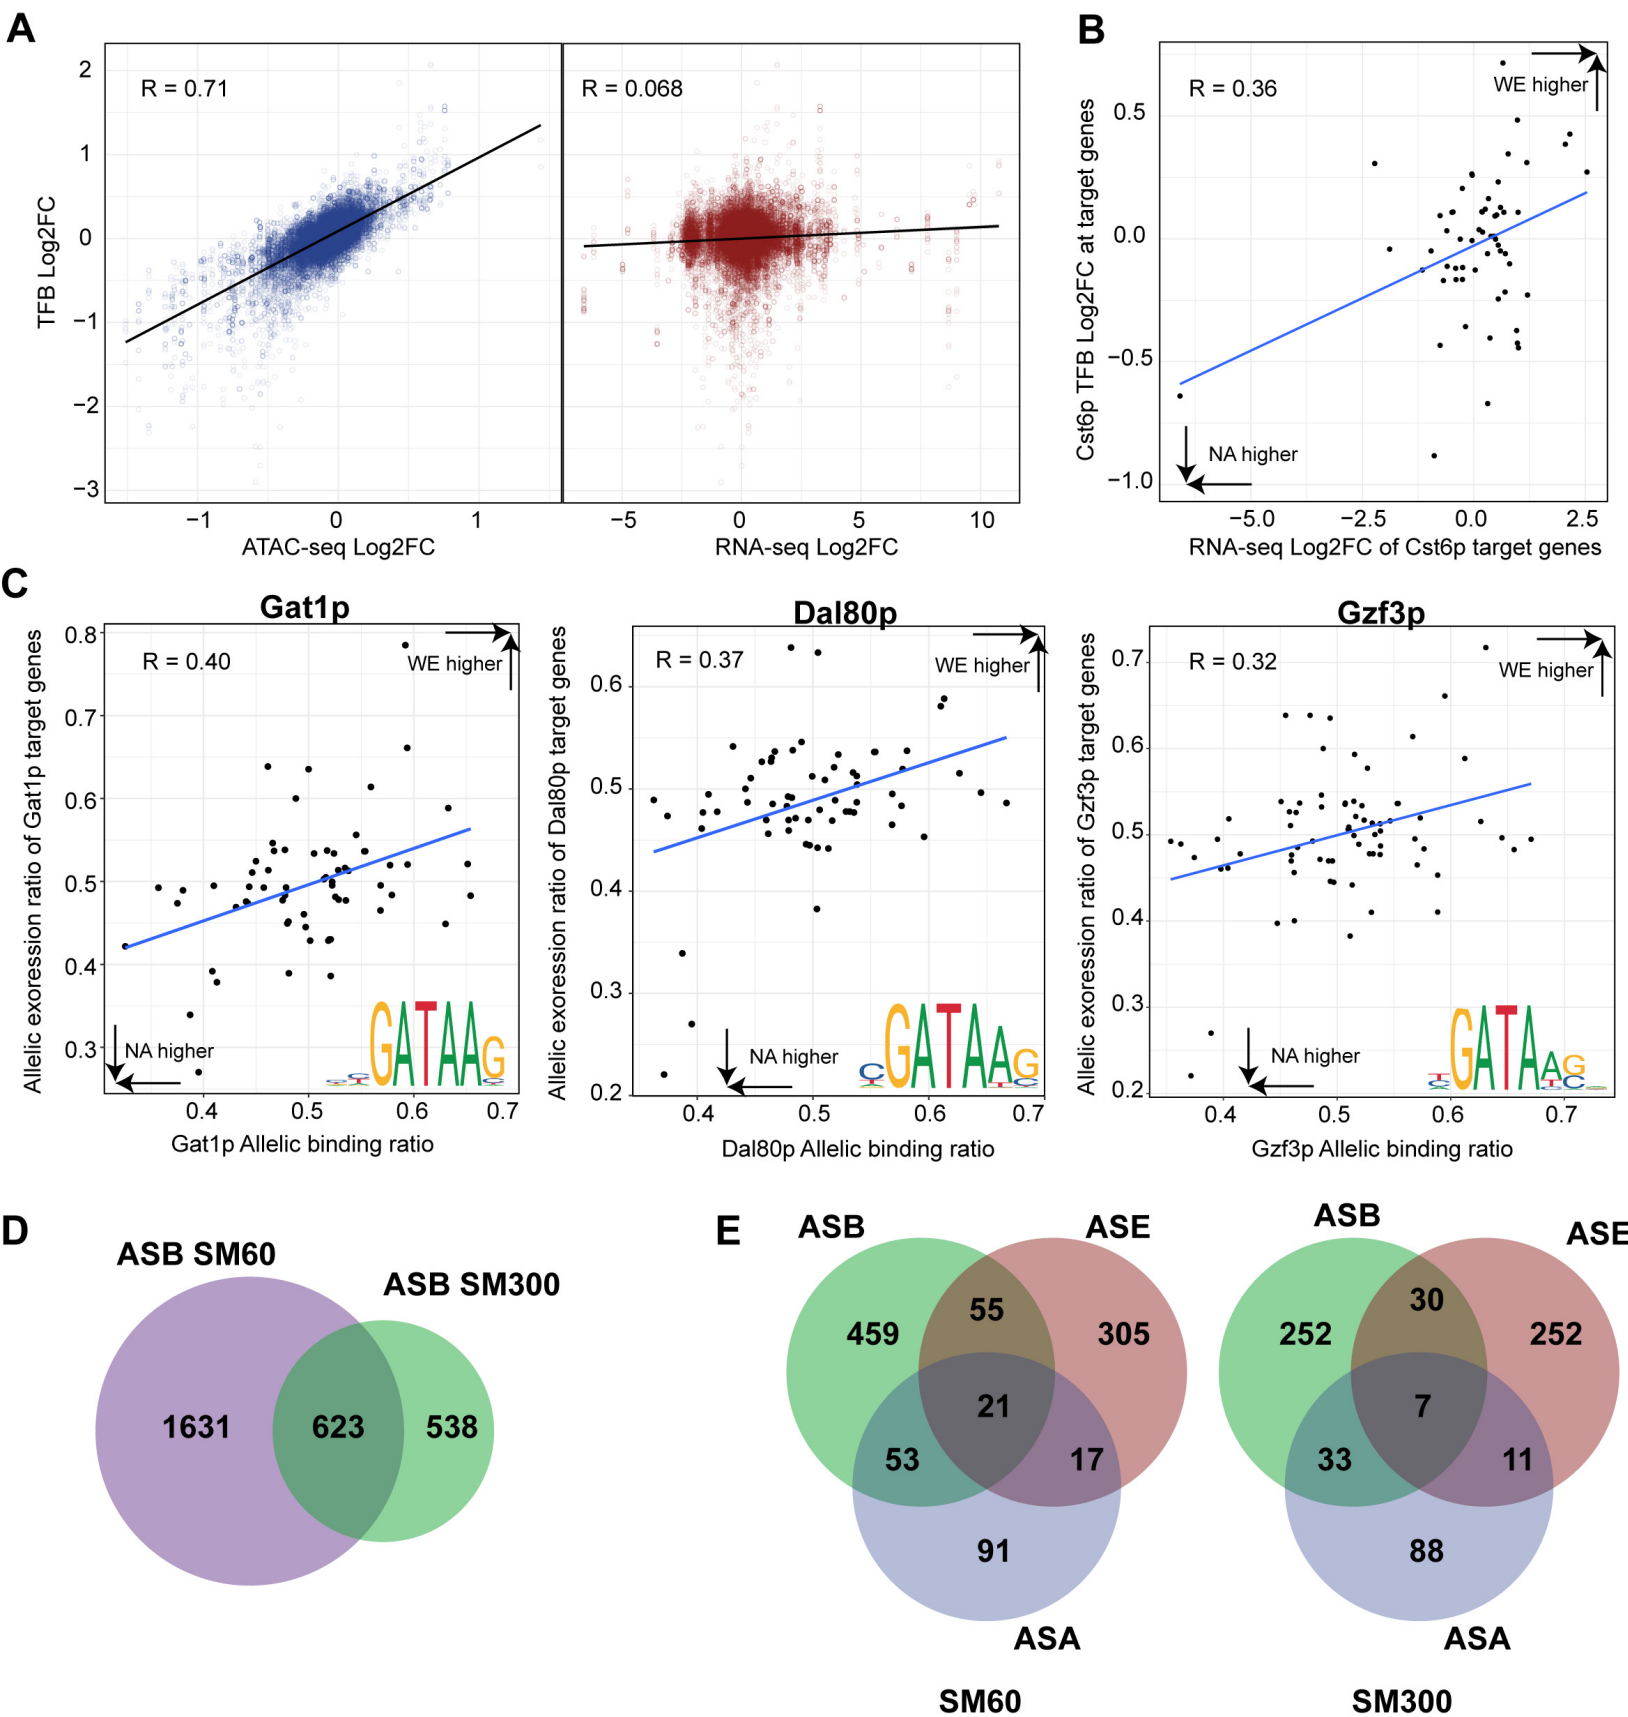 A
R = 0.71
R = 0.068
TFB Log2FC
2
1
0
−1
−2
−3
−1
0
1
ATAC-seq Log2FC
−5
0
5
10
RNA-seq Log2FC
B
R = 0.36
WE higher
NA higher
Cst6p TFB Log2FC at target genes
0.5
0.0
−0.5
−1.0
−5.0
−2.5
0.0
2.5
RNA-seq Log2FC of Cst6p target genes
C
Gat1p
R = 0.40
WE higher
NA higher
Allelic exoression ratio of Gat1p target genes
0.8
0.7
0.6
0.5
0.4
0.3
GATAAG
0.4
0.5
0.6
0.7
Gat1p Allelic binding ratio
Dal80p
R = 0.37
WE higher
NA higher
Allelic exoression ratio of Dal80p target genes
0.6
0.5
0.4
0.3
0.2
CGATAAG
0.4
0.5
0.6
0.7
Dal80p Allelic binding ratio
Gzf3p
R = 0.32
WE higher
NA higher
Allelic exoression ratio of Gzf3p target genes
0.7
0.6
0.5
0.4
0.3
0.2
GATAAG
0.4
0.5
0.6
0.7
Gzf3p Allelic binding ratio
D
ASB SM60
ASB SM300
1631
623
538
E
ASB
ASE
459
55
305
21
53
17
91
ASA
SM60
ASB
ASE
252
30
252
7
33
11
88
ASA
SM300